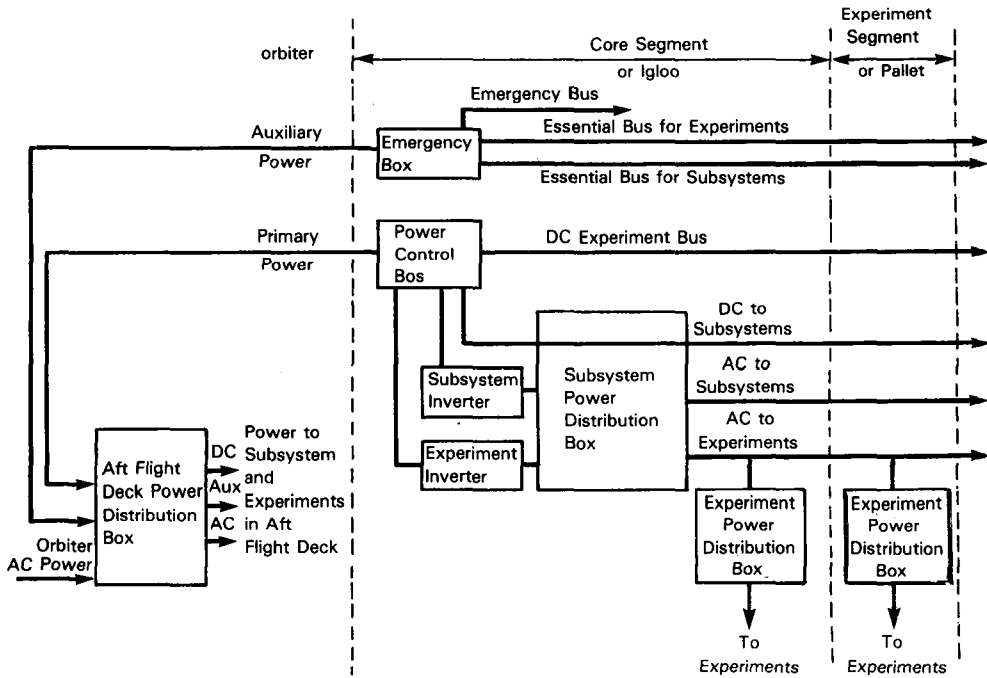 orbiter
Core Segment
or Igloo
Experiment
Segment
or Pallet
Emergency Bus
Auxiliary
Power
Emergency
Box
Essential Bus for Experiments
Essential Bus for Subsystems
Primary
Power
Power
Control
Bos
DC Experiment Bus
DC to
Subsystems
Subsystem
Inverter
Subsystem
Power
Distribution
Box
AC to
Subsystems
AC to
Experiments
Experiment
Inverter
Aft Flight
Deck Power
Distribution
Box
DC
Aux
AC
Power to
Subsystem
and
Experiments
in Aft
Flight Deck
Orbiter
AC Power
Experiment
Power
Distribution
Box
Experiment
Power
Distribution
Box
To
Experiments
To
Experiments